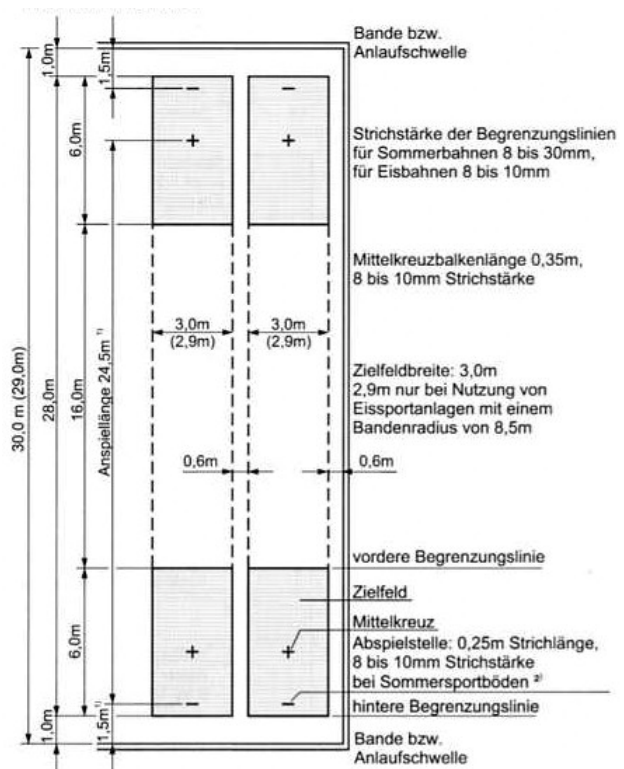 Bande bzw.
Anlaufschwelle
1,0m
1,5m
6,0m
Strichstärke der Begrenzungslinien
für Sommerbahnen 8 bis 30mm,
für Eisbahnen 8 bis 10mm
Mittelkreuzbalkenlänge 0,35m,
8 bis 10mm Strichstärke
30,0 m (29,0m)
28,0m
16,0m
Anspiellänge 24,5m ¹⁾
3,0m
(2,9m)
3,0m
(2,9m)
Zielfeldbreite: 3,0m
2,9m nur bei Nutzung von
Eissportanlagen mit einem
Bandenradius von 8,5m
0,6m
0,6m
vordere Begrenzungslinie
Zielfeld
6,0m
Mittelkreuz
Abspielstelle: 0,25m Strichlänge,
8 bis 10mm Strichstärke
bei Sommersportböden ²⁾
hintere Begrenzungslinie
1,0m
1,5m ¹⁾
Bande bzw.
Anlaufschwelle